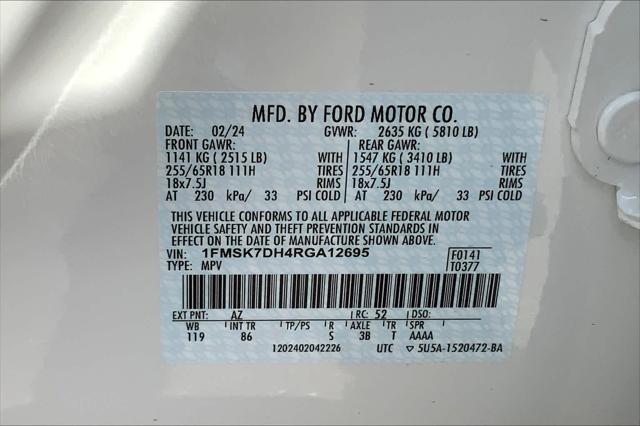 MFD. BY FORD MOTOR CO.
DATE: 02/24 GVWR: 2635 KG ( 5810 LB)
FRONT GAWR: REAR GAWR:
1141 KG ( 2515 LB) WITH 1547 KG ( 3410 LB) WITH
255/65R18 111H TIRES 255/65R18 111H TIRES
18x7.5J RIMS 18x7.5J RIMS
AT 230 kPa/ 33 PSI COLD AT 230 kPa/ 33 PSI COLD
THIS VEHICLE CONFORMS TO ALL APPLICABLE FEDERAL MOTOR
VEHICLE SAFETY AND THEFT PREVENTION STANDARDS IN
EFFECT ON THE DATE OF MANUFACTURE SHOWN ABOVE.
VIN: 1FMSK7DH4RGA12695 F0141
TYPE: MPV T0377
EXT PNT: AZ RC: 52 DSO:
WB INT TR TP/PS R AXLE TR SPR
119 86 S 3B T AAAA
1202402042226 UTC ▽ 5U5A-1520472-BA